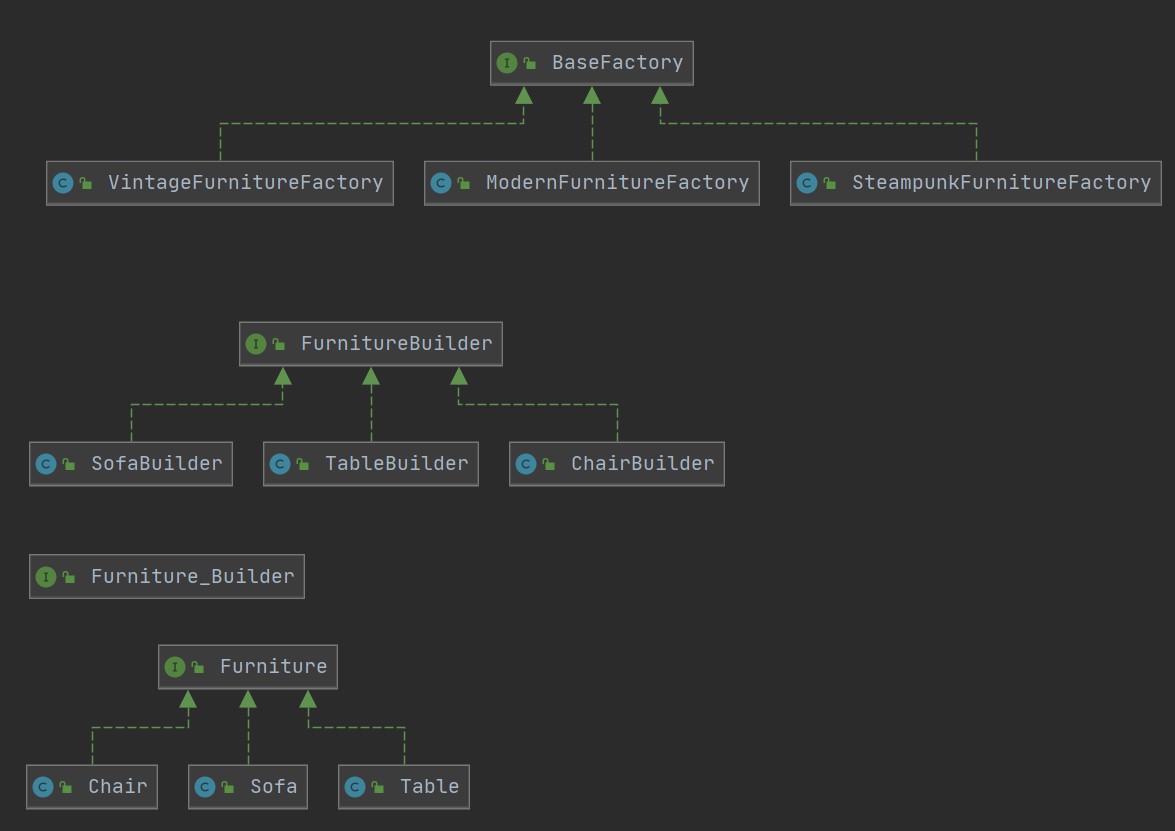 I BaseFactory
C VintageFurnitureFactory
C ModernFurnitureFactory
C SteampunkFurnitureFactory
I FurnitureBuilder
C SofaBuilder
C TableBuilder
C ChairBuilder
I Furniture_Builder
I Furniture
C Chair
C Sofa
C Table